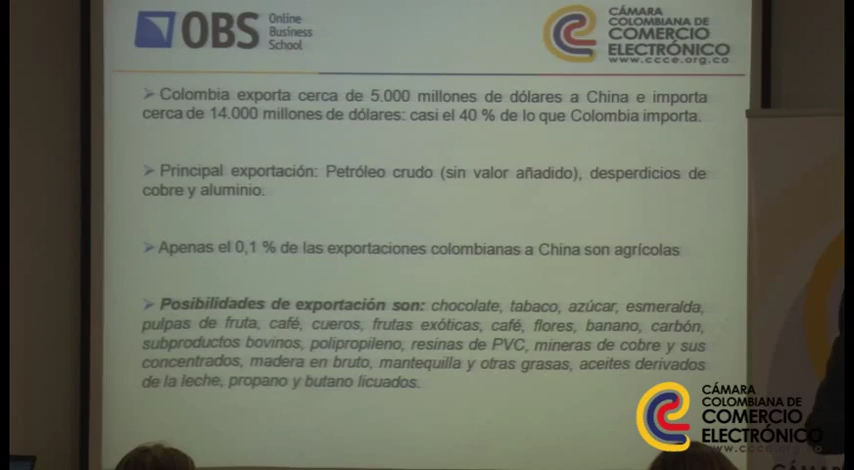 OBS
Online
Business
School
CÁMARA
COLOMBIANA DE
COMERCIO
ELECTRÓNICO
www.ccce.org.co
➢ Colombia exporta cerca de 5.000 millones de dólares a China e importa
cerca de 14.000 millones de dólares: casi el 40 % de lo que Colombia importa.
➢ Principal exportación: Petróleo crudo (sin valor añadido), desperdicios de
cobre y aluminio.
➢ Apenas el 0,1 % de las exportaciones colombianas a China son agrícolas
➢ Posibilidades de exportación son: chocolate, tabaco, azúcar, esmeralda,
pulpas de fruta, café, cueros, frutas exóticas, café, flores, banano, carbón,
subproductos bovinos, polipropileno, resinas de PVC, mineras de cobre y sus
concentrados, madera en bruto, mantequilla y otras grasas, aceites derivados
de la leche, propano y butano licuados.
CÁMARA
COLOMBIANA DE
COMERCIO
ELECTRÓNICO
www.ccce.org.co
CÁMAR